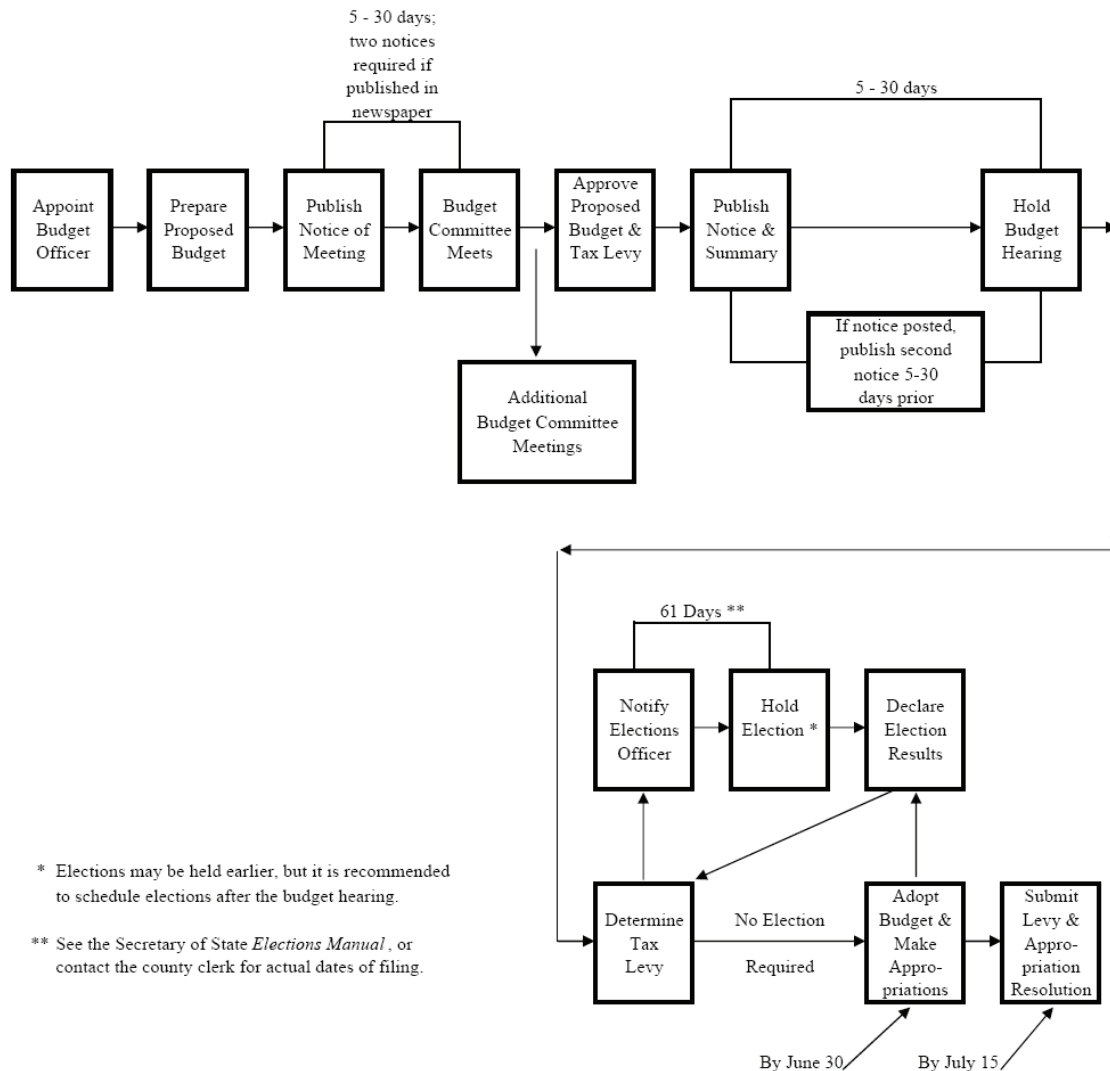 5 - 30 days;
two notices
required if
published in
newspaper
5 - 30 days
Appoint
Budget
Officer
Prepare
Proposed
Budget
Publish
Notice of
Meeting
Budget
Committee
Meets
Approve
Proposed
Budget &
Tax Levy
Publish
Notice &
Summary
Hold
Budget
Hearing
If notice posted,
publish second
notice 5-30
days prior
Additional
Budget Committee
Meetings
61 Days **
Notify
Elections
Officer
Hold
Election *
Declare
Election
Results
* Elections may be held earlier, but it is recommended
to schedule elections after the budget hearing.
** See the Secretary of State Elections Manual , or
contact the county clerk for actual dates of filing.
Determine
Tax
Levy
No Election
Required
Adopt
Budget &
Make
Appro-
priations
Submit
Levy &
Appro-
priation
Resolution
By June 30
By July 15